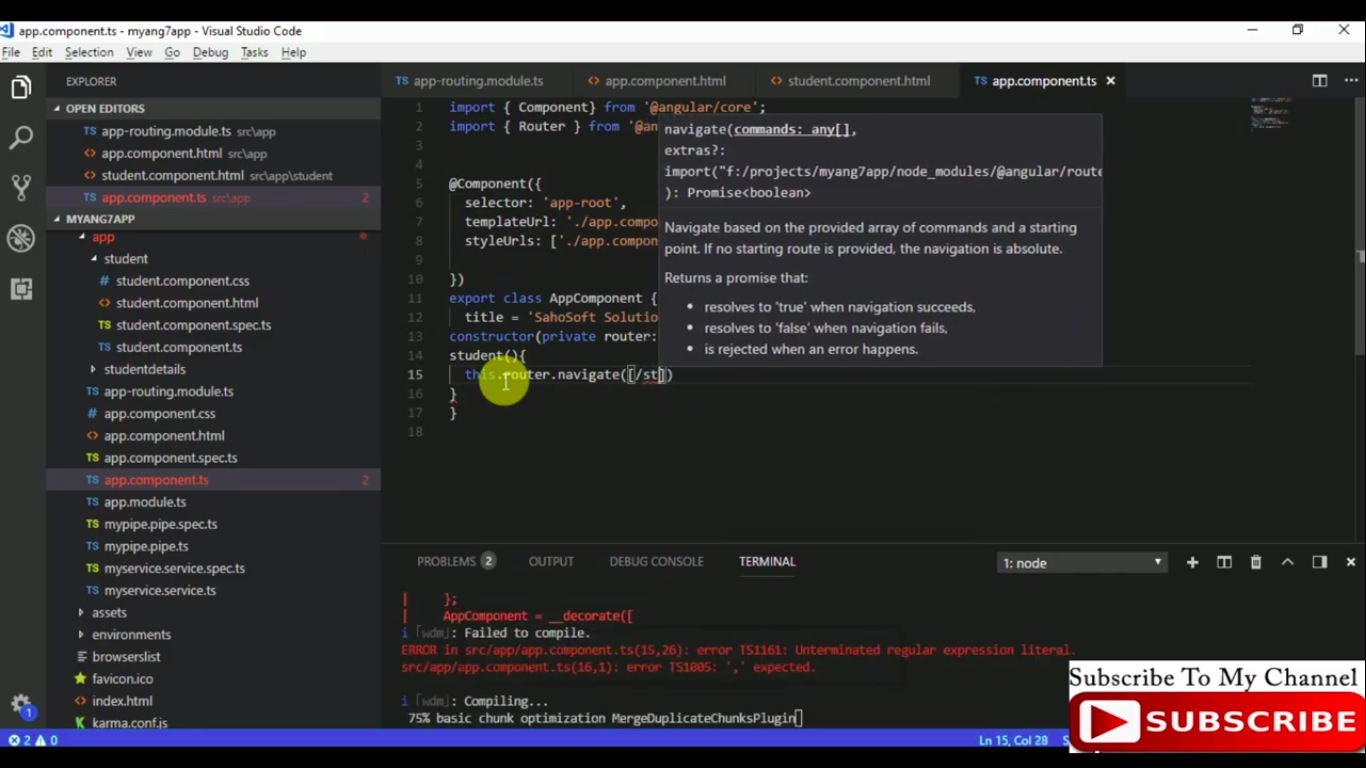 app.component.ts - myang7app - Visual Studio Code
File Edit Selection View Go Debug Tasks Help
EXPLORER
OPEN EDITORS
TS app-routing.module.ts src\app
<> app.component.html src\app
<> student.component.html src\app\student
TS app.component.ts src\app 2
MYANG7APP
app
student
# student.component.css
<> student.component.html
TS student.component.spec.ts
TS student.component.ts
studentdetails
TS app-routing.module.ts
# app.component.css
<> app.component.html
TS app.component.spec.ts
TS app.component.ts 2
TS app.module.ts
TS mypipe.pipe.spec.ts
TS mypipe.pipe.ts
TS myservice.service.spec.ts
TS myservice.service.ts
assets
environments
browserslist
favicon.ico
index.html
karma.conf.js
TS app-routing.module.ts <> app.component.html <> student.component.html TS app.component.ts
1 import { Component} from '@angular/core';
2 import { Router } from '@an
3
4
5 @Component({
6 selector: 'app-root',
7 templateUrl: './app.compo
8 styleUrls: ['./app.compon
9
10 })
11 export class AppComponent {
12 title = 'SahoSoft Solutio
13 constructor(private router:
14 student(){
15 this.router.navigate([/st])
16 }
17 }
18
navigate(commands: any[],
extras?:
import("f:/projects/myang7app/node_modules/@angular/route
): Promise<boolean>
Navigate based on the provided array of commands and a starting
point. If no starting route is provided, the navigation is absolute.
Returns a promise that:
• resolves to 'true' when navigation succeeds,
• resolves to 'false' when navigation fails,
• is rejected when an error happens.
PROBLEMS 2 OUTPUT DEBUG CONSOLE TERMINAL 1: node
| };
| AppComponent = __decorate([
i ｢wdm｣: Failed to compile.
ERROR in src/app/app.component.ts(15,26): error TS1161: Unterminated regular expression literal.
src/app/app.component.ts(16,1): error TS1005: ',' expected.
i ｢wdm｣: Compiling...
75% basic chunk optimization MergeDuplicateChunksPlugin
1
2 0
Ln 15, Col 28
Subscribe To My Channel
SUBSCRIBE